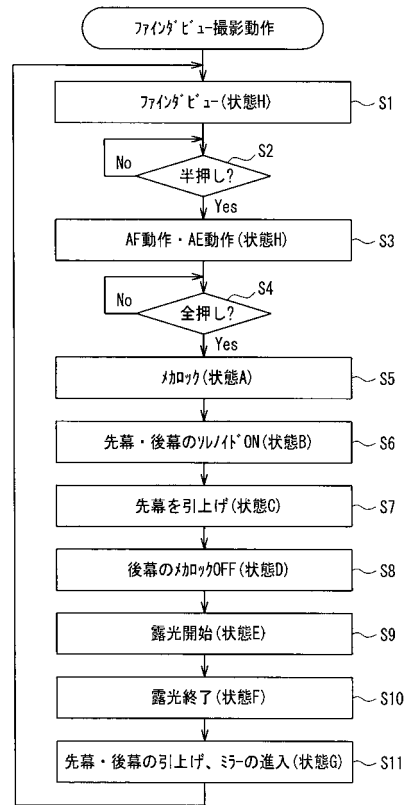 ﾌｧｲﾝﾀﾞﾋﾞｭｰ撮影動作
ﾌｧｲﾝﾀﾞﾋﾞｭｰ(状態H)
S1
S2
No
半押し?
Yes
AF動作・AE動作(状態H)
S3
S4
No
全押し?
Yes
ﾒｶﾛｯｸ(状態A)
S5
先幕・後幕のｿﾚﾉｲﾄﾞON(状態B)
S6
先幕を引上げ(状態C)
S7
後幕のﾒｶﾛｯｸOFF(状態D)
S8
露光開始(状態E)
S9
露光終了(状態F)
S10
先幕・後幕の引上げ、ﾐﾗｰの進入(状態G)
S11